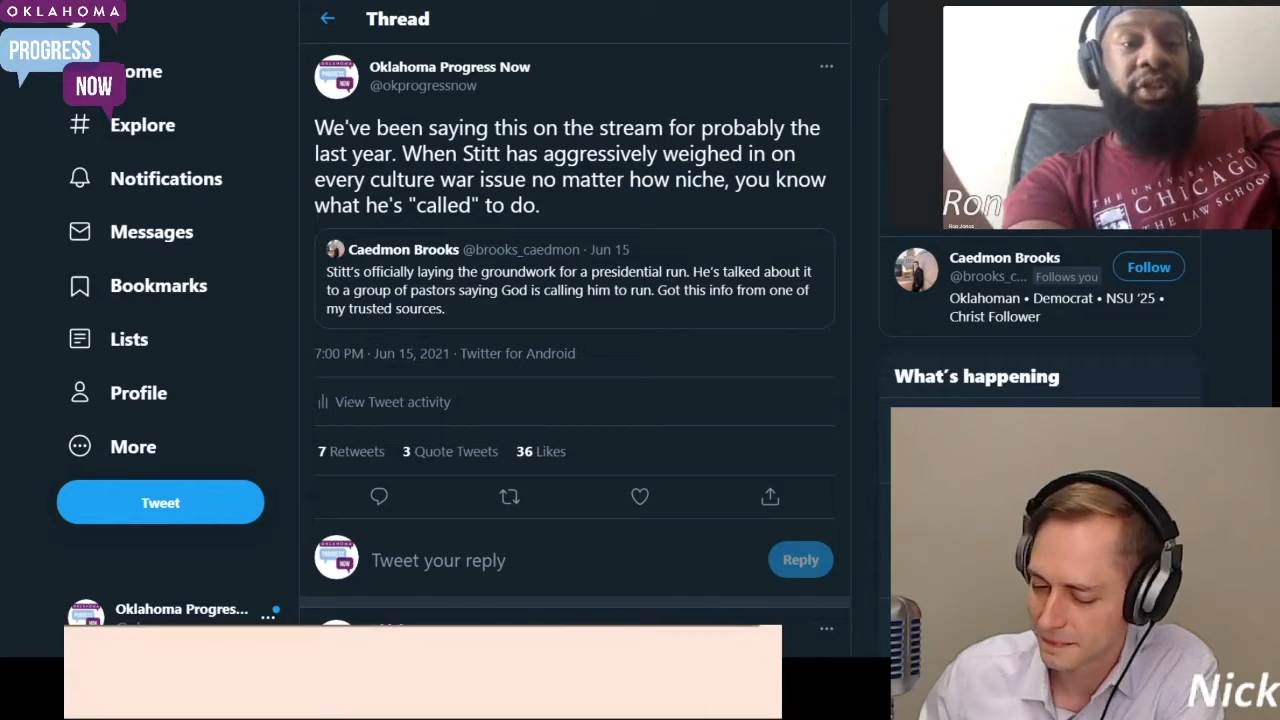 OKLAHOMA
PROGRESS
NOW
ome
Explore
Notifications
Messages
Bookmarks
Lists
Profile
More
Tweet
Oklahoma Progres...
Thread
Oklahoma Progress Now
@okprogressnow
We've been saying this on the stream for probably the
last year. When Stitt has aggressively weighed in on
every culture war issue no matter how niche, you know
what he's "called" to do.
Caedmon Brooks @brooks_caedmon · Jun 15
Stitt's officially laying the groundwork for a presidential run. He's talked about it
to a group of pastors saying God is calling him to run. Got this info from one of
my trusted sources.
7:00 PM · Jun 15, 2021 · Twitter for Android
View Tweet activity
7 Retweets 3 Quote Tweets 36 Likes
Tweet your reply
Reply
THE UNIVERSITY
CHICAGO
THE LAW SCHOOL
Ron
Ron Jones
Caedmon Brooks
@brooks_c... Follows you
Follow
Oklahoman • Democrat • NSU '25 •
Christ Follower
What's happening
Nick